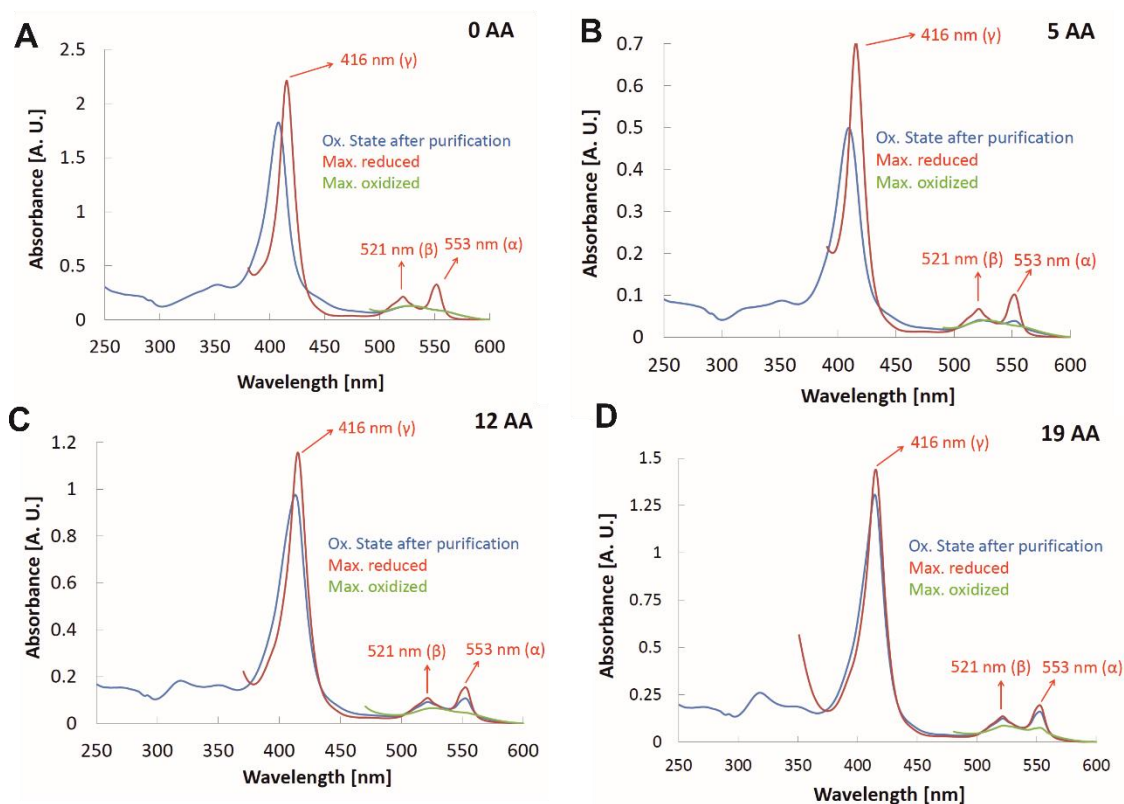 A
0 AA
416 nm (γ)
Ox. State after purification
Max. reduced
Max. oxidized
521 nm (β)
553 nm (α)
Absorbance [A. U.]
2.5
2
1.5
1
0.5
0
250 300 350 400 450 500 550 600
Wavelength [nm]
B
5 AA
416 nm (γ)
Ox. State after purification
Max. reduced
Max. oxidized
521 nm (β)
553 nm (α)
Absorbance [A. U.]
0.7
0.6
0.5
0.4
0.3
0.2
0.1
0
250 300 350 400 450 500 550 600
Wavelength [nm]
C
12 AA
416 nm (γ)
Ox. State after purification
Max. reduced
Max. oxidized
521 nm (β)
553 nm (α)
Absorbance [A. U.]
1.2
1
0.8
0.6
0.4
0.2
0
250 300 350 400 450 500 550 600
Wavelength [nm]
D
19 AA
416 nm (γ)
Ox. State after purification
Max. reduced
Max. oxidized
521 nm (β)
553 nm (α)
Absorbance [A. U.]
1.5
1.25
1
0.75
0.5
0.25
0
250 300 350 400 450 500 550 600
Wavelength [nm]